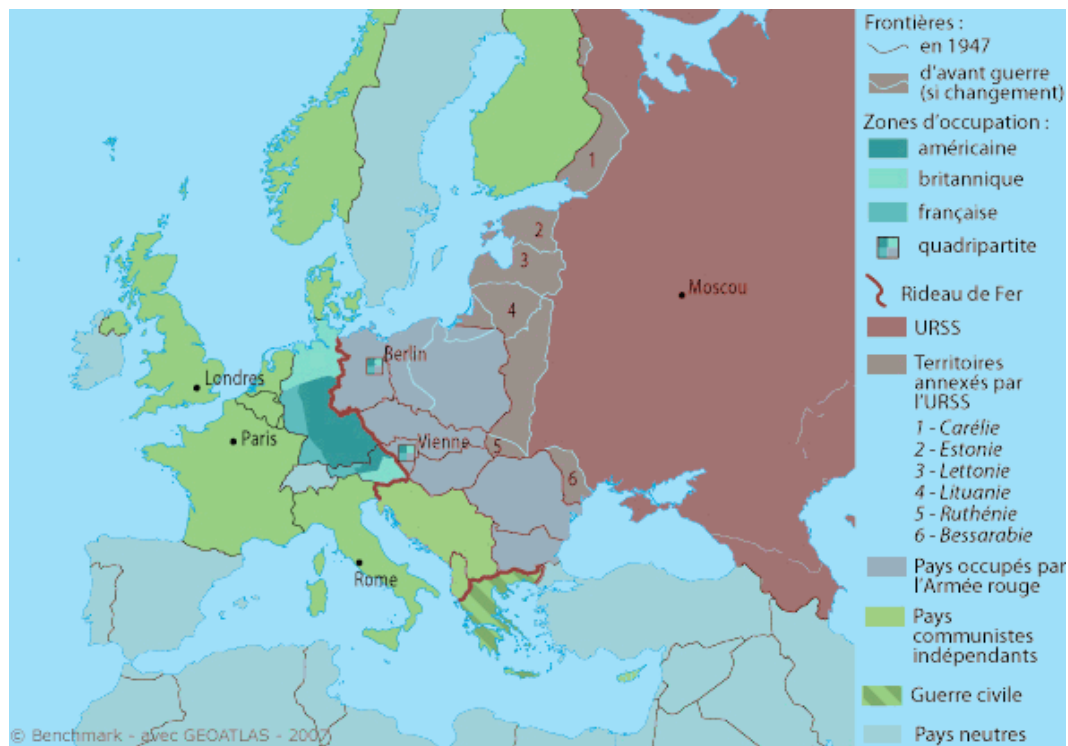 Frontières :
en 1947
d'avant guerre
(si changement)
Zones d'occupation :
américaine
britannique
française
quadripartite
Rideau de Fer
URSS
Territoires
annexés par
l'URSS
1 - Carélie
2 - Estonie
3 - Lettonie
4 - Lituanie
5 - Ruthénie
6 - Bessarabie
Pays occupés par
l'Armée rouge
Pays
communistes
indépendants
Guerre civile
Pays neutres
1
2
3
4
Moscou
Berlin
Londres
Paris
Vienne
5
6
Rome
© Benchmark - avec GEOATLAS - 2007